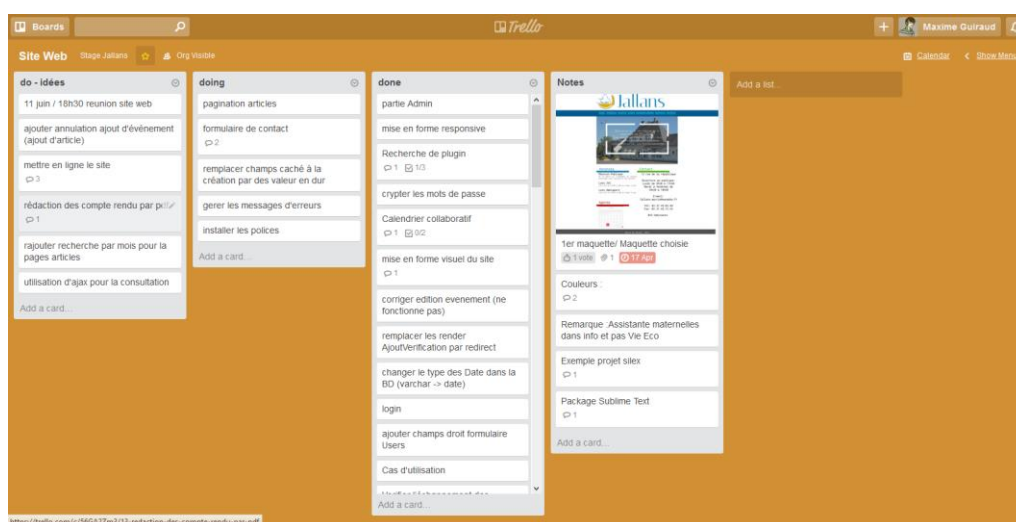 Boards
Trello
Maxime Guiraud
Site Web
Stage Jallans
Org Visible
Calendar
Show Menu
do - idées
11 juin / 18h30 reunion site web
ajouter annulation ajout d'évènement
(ajout d'article)
mettre en ligne le site
3
rédaction des compte rendu par pdf
1
rajouter recherche par mois pour la
pages articles
utilisation d'ajax pour la consultation
Add a card...
doing
pagination articles
formulaire de contact
2
remplacer champs caché à la
création par des valeur en dur
gerer les messages d'erreurs
installer les polices
Add a card...
done
partie Admin
mise en forme responsive
Recherche de plugin
1 1/3
crypter les mots de passe
Calendrier collaboratif
1 0/2
mise en forme visuel du site
1
corriger edition evenement (ne
fonctionne pas)
remplacer les render
AjoutVerification par redirect
changer le type des Date dans la
BD (varchar -> date)
login
ajouter champs droit formulaire
Users
Cas d'utilisation
Add a card...
Notes
Jallans
1er maquette/ Maquette choisie
1 vote 1 17 Apr
Couleurs :
2
Remarque :Assistante maternelles
dans info et pas Vie Eco
Exemple projet silex
1
Package Sublime Text
1
Add a card...
Add a list...